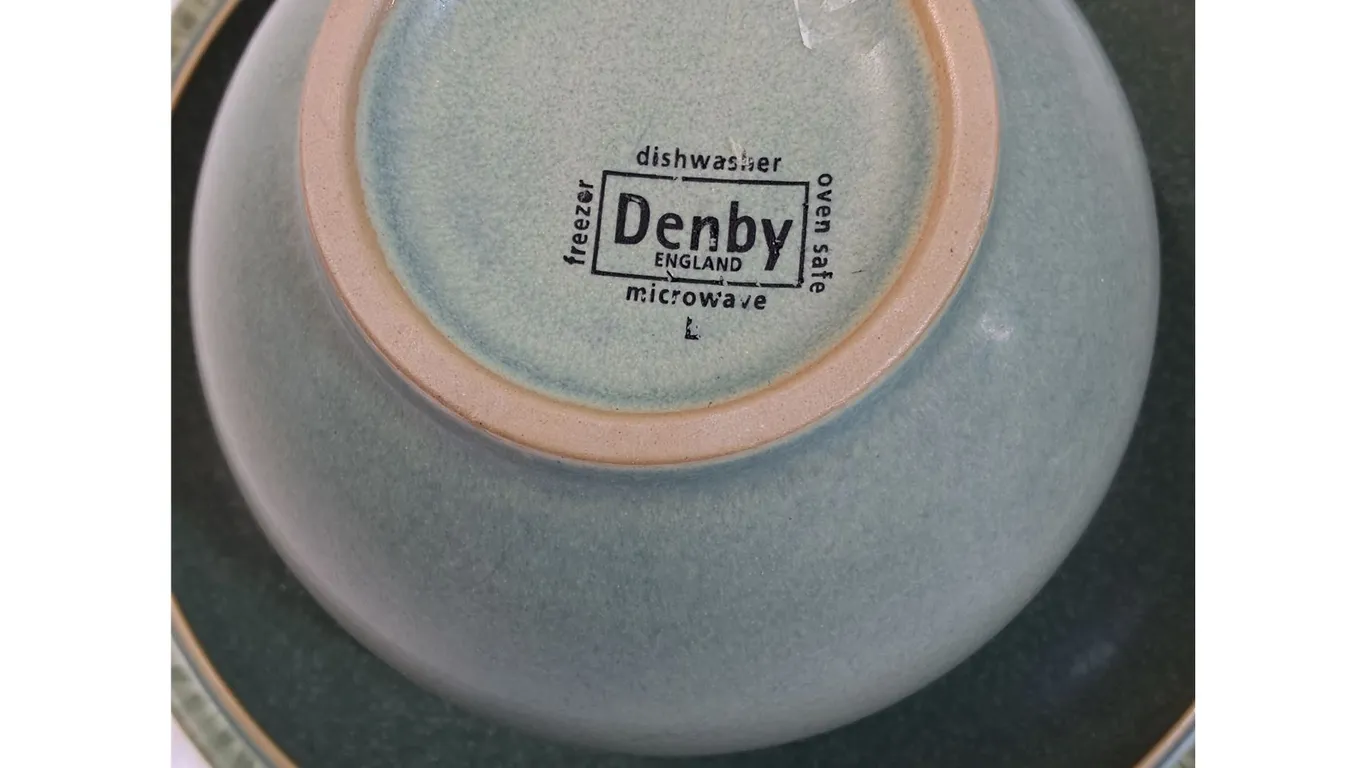 dishwasher
freezer
Denby
ENGLAND
oven safe
microwave
L